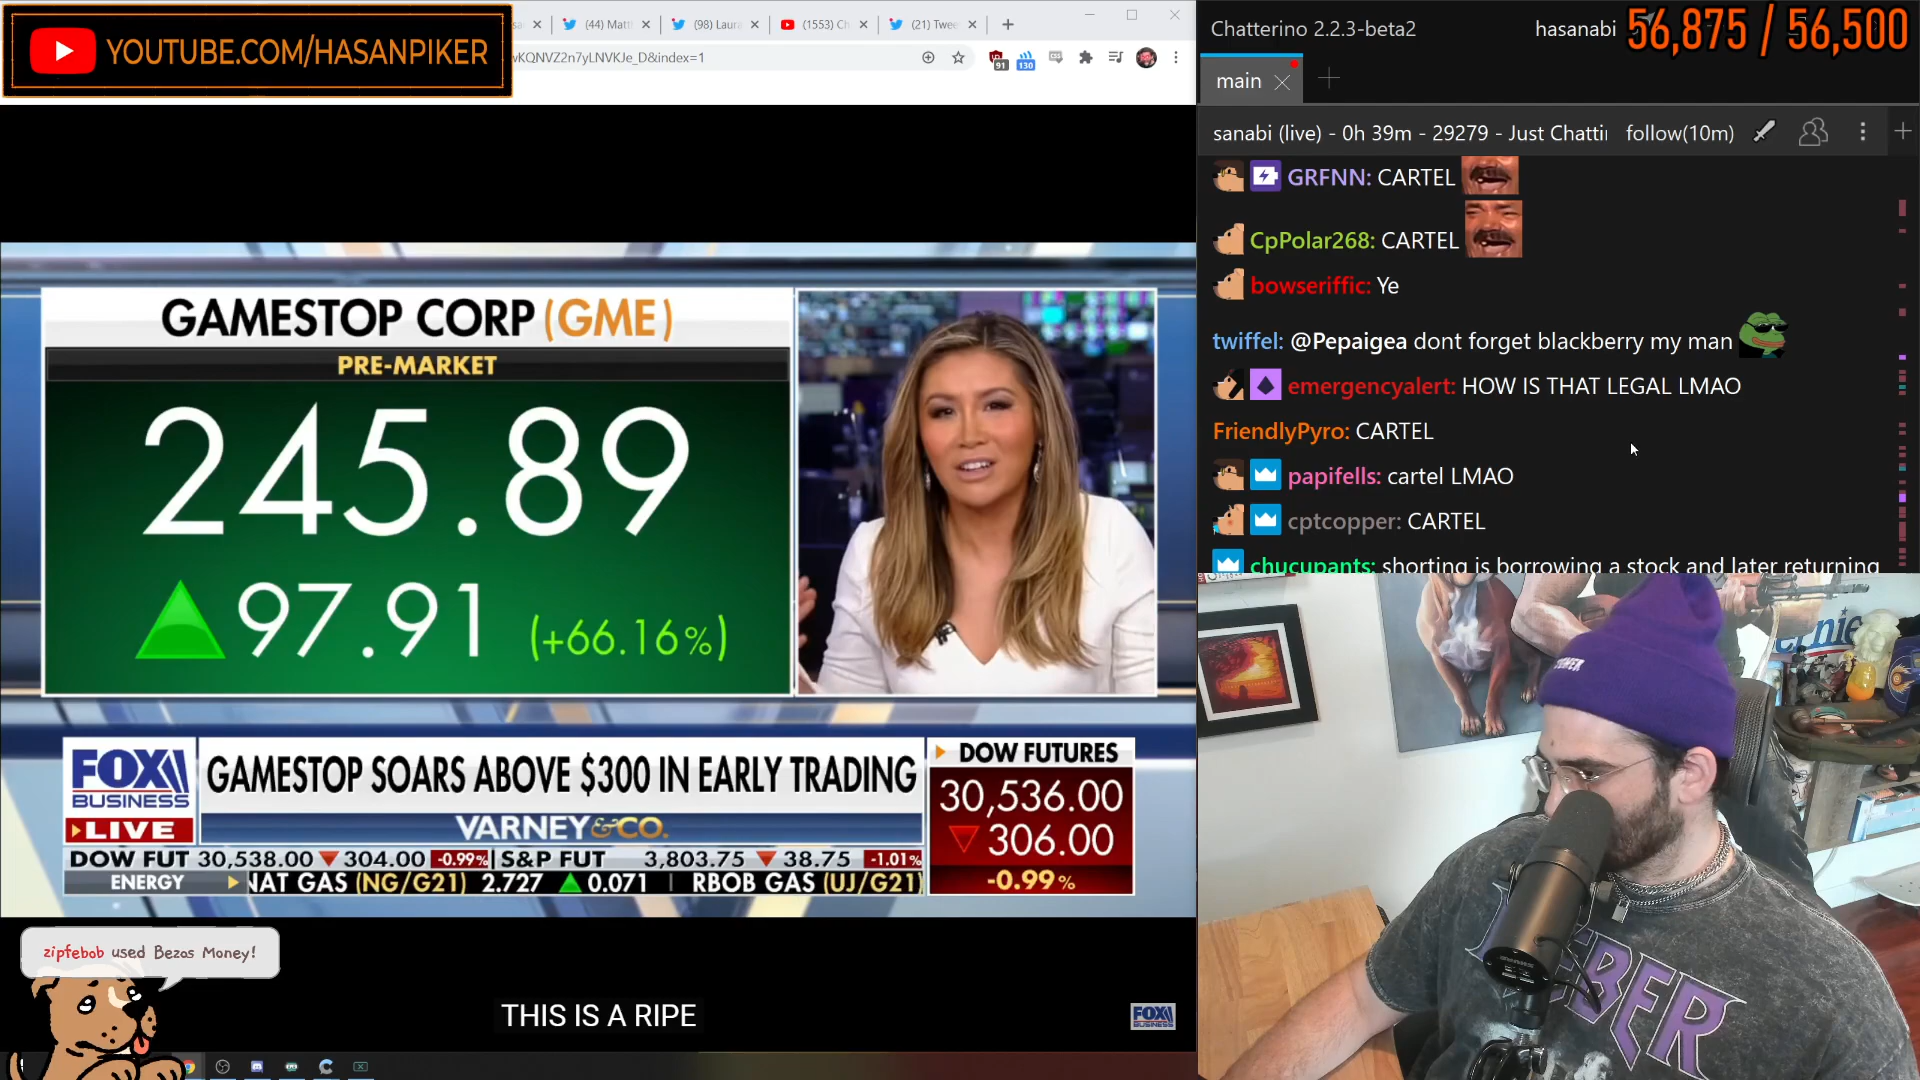 YOUTUBE.COM/HASANPIKER
(44) Matt
(98) Laura
(1553) Ch
(21) Twee
wKQNVZ2n7yLNVKJe_D&index=1
91
130
GAMESTOP CORP (GME)
PRE-MARKET
245.89
▲97.91 (+66.16%)
FOX
BUSINESS
LIVE
GAMESTOP SOARS ABOVE $300 IN EARLY TRADING
VARNEY & CO.
DOW FUTURES
30,536.00
▼306.00
-0.99%
DOW FUT 30,538.00 ▼304.00 -0.99% S&P FUT 3,803.75 ▼38.75 -1.01%
ENERGY NAT GAS (NG/G21) 2.727 ▲0.071 RBOB GAS (UJ/G21)
zipfebob used Bezos Money!
THIS IS A RIPE
FOX
BUSINESS
Chatterino 2.2.3-beta2
hasanabi
56,875 / 56,500
main
sanabi (live) - 0h 39m - 29279 - Just Chattin
follow(10m)
GRFNN: CARTEL
CpPolar268: CARTEL
bowseriffic: Ye
twiffel: @Pepaigea dont forget blackberry my man
emergencyalert: HOW IS THAT LEGAL LMAO
FriendlyPyro: CARTEL
papifells: cartel LMAO
cptcopper: CARTEL
chucupants: shorting is borrowing a stock and later returning